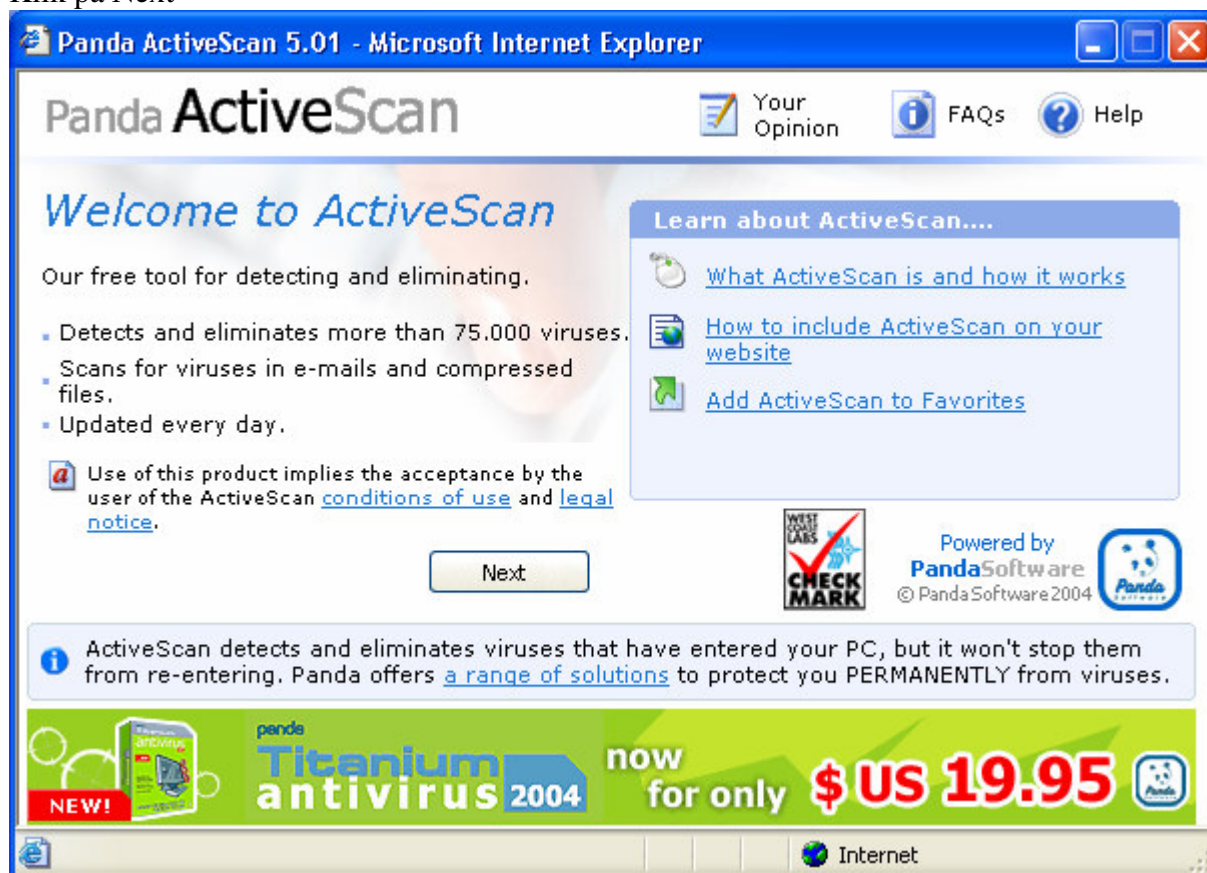 Klik på Next
Panda ActiveScan 5.01 - Microsoft Internet Explorer
Panda ActiveScan
Your
Opinion
FAQs
Help
Welcome to ActiveScan
Our free tool for detecting and eliminating.
Detects and eliminates more than 75.000 viruses.
Scans for viruses in e-mails and compressed
files.
Updated every day.
Use of this product implies the acceptance by the
user of the ActiveScan conditions of use and legal
notice.
Next
Learn about ActiveScan....
What ActiveScan is and how it works
How to include ActiveScan on your
website
Add ActiveScan to Favorites
WEST
COAST
LABS
CHECK
MARK
Powered by
PandaSoftware
© PandaSoftware 2004
Panda
Software
ActiveScan detects and eliminates viruses that have entered your PC, but it won't stop them
from re-entering. Panda offers a range of solutions to protect you PERMANENTLY from viruses.
NEW!
antivirus
panda
Titanium
antivirus 2004
now
for only
$ US 19.95
Panda
Internet